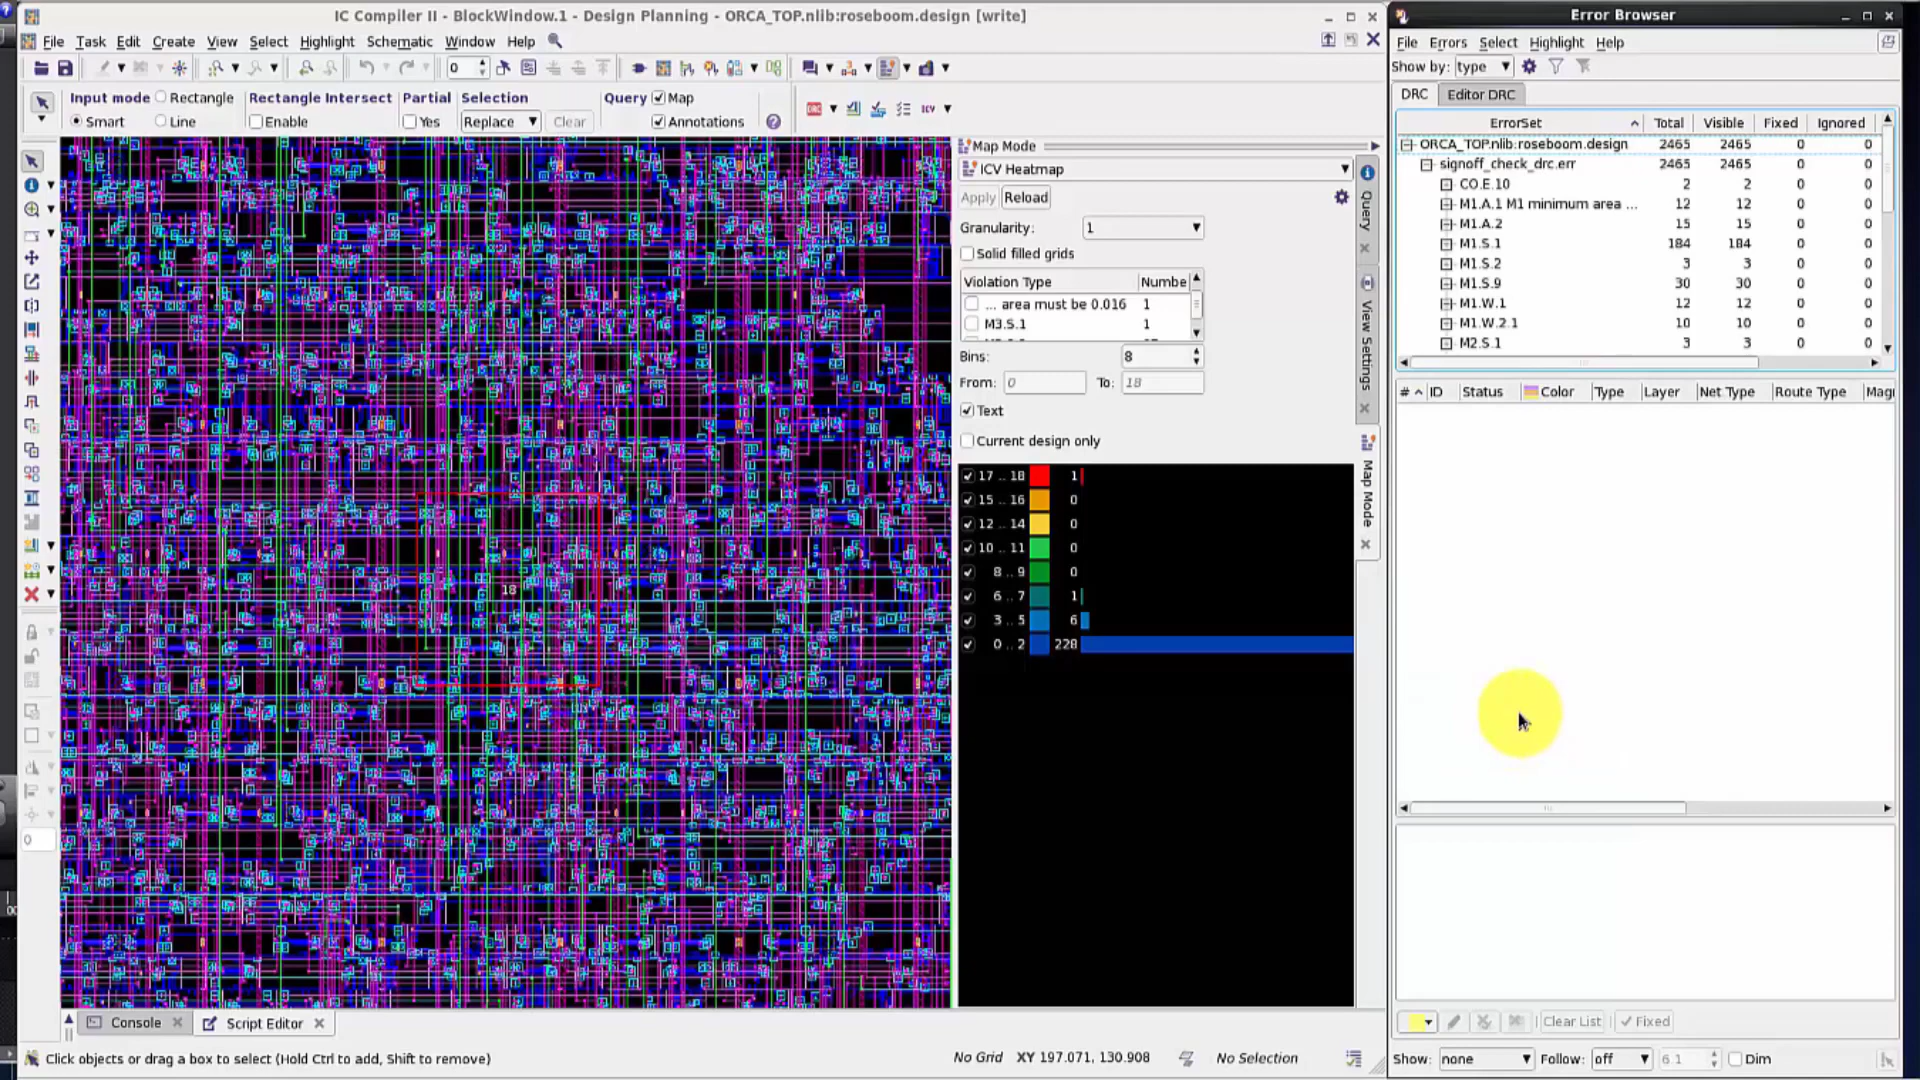 IC Compiler II - BlockWindow.1 - Design Planning - ORCA_TOP.nlib:roseboom.design [write]
File Task Edit Create View Select Highlight Schematic Window Help
0
Input mode Rectangle Rectangle Intersect Partial Selection Query Map
Smart Line Enable Yes Replace Clear Annotations
Map Mode
ICV Heatmap
Apply Reload
Granularity: 1
Solid filled grids
Violation Type Numbe
... area must be 0.016 1
M3.S.1 1
Bins: 8
From: 0 To: 18
Text
Current design only
17 .. 18 1
15 .. 16 0
12 .. 14 0
10 .. 11 0
8 .. 9 0
6 .. 7 1
3 .. 5 6
0 .. 2 228
18
Query
View Settings
Map Mode
0
Console
Script Editor
Click objects or drag a box to select (Hold Ctrl to add, Shift to remove)
No Grid XY 197.071, 130.908 No Selection
Error Browser
File Errors Select Highlight Help
Show by: type
DRC Editor DRC
ErrorSet Total Visible Fixed Ignored
ORCA_TOP.nlib:roseboom.design 2465 2465 0 0
signoff_check_drc.err 2465 2465 0 0
CO.E.10 2 2 0 0
M1.A.1 M1 minimum area ... 12 12 0 0
M1.A.2 15 15 0 0
M1.S.1 184 184 0 0
M1.S.2 3 3 0 0
M1.S.9 30 30 0 0
M1.W.1 12 12 0 0
M1.W.2.1 10 10 0 0
M2.S.1 3 3 0 0
# ID Status Color Type Layer Net Type Route Type Magi
Clear List Fixed
Show: none Follow: off 6.1 Dim